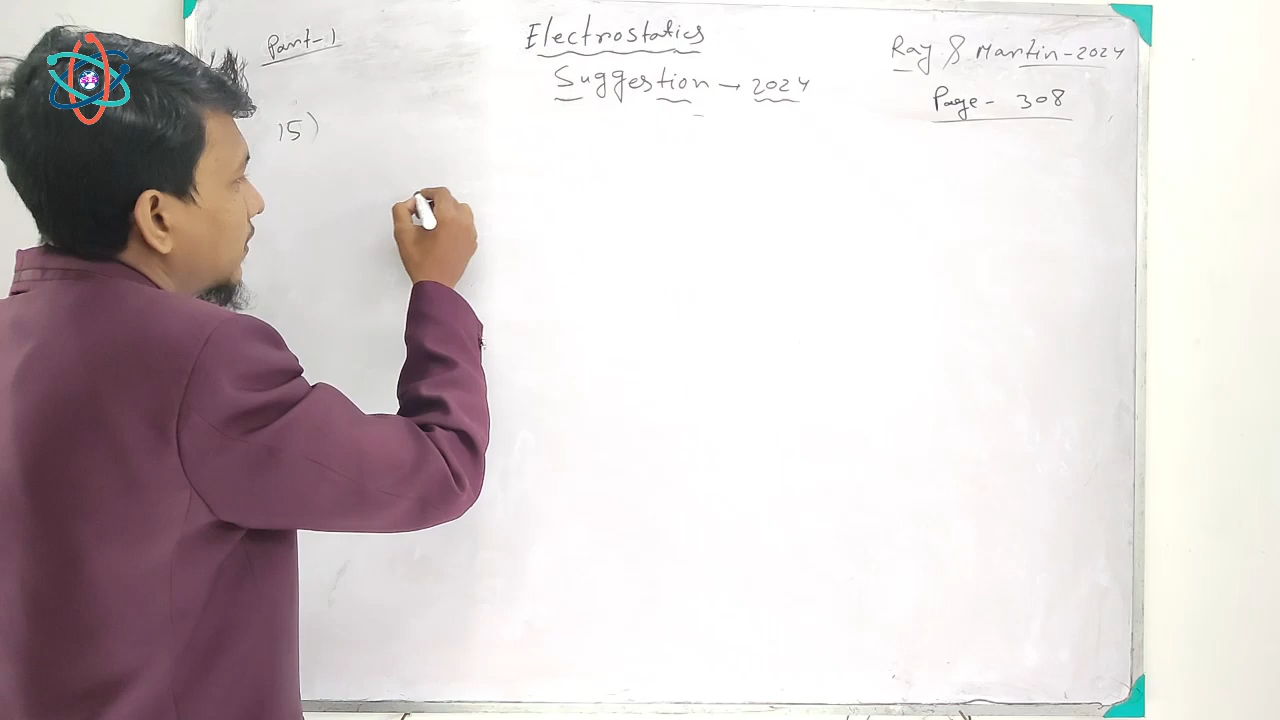 Part-1
Electrostatics
Suggestion → 2024
Ray & Martin-2024
Page - 308
15)